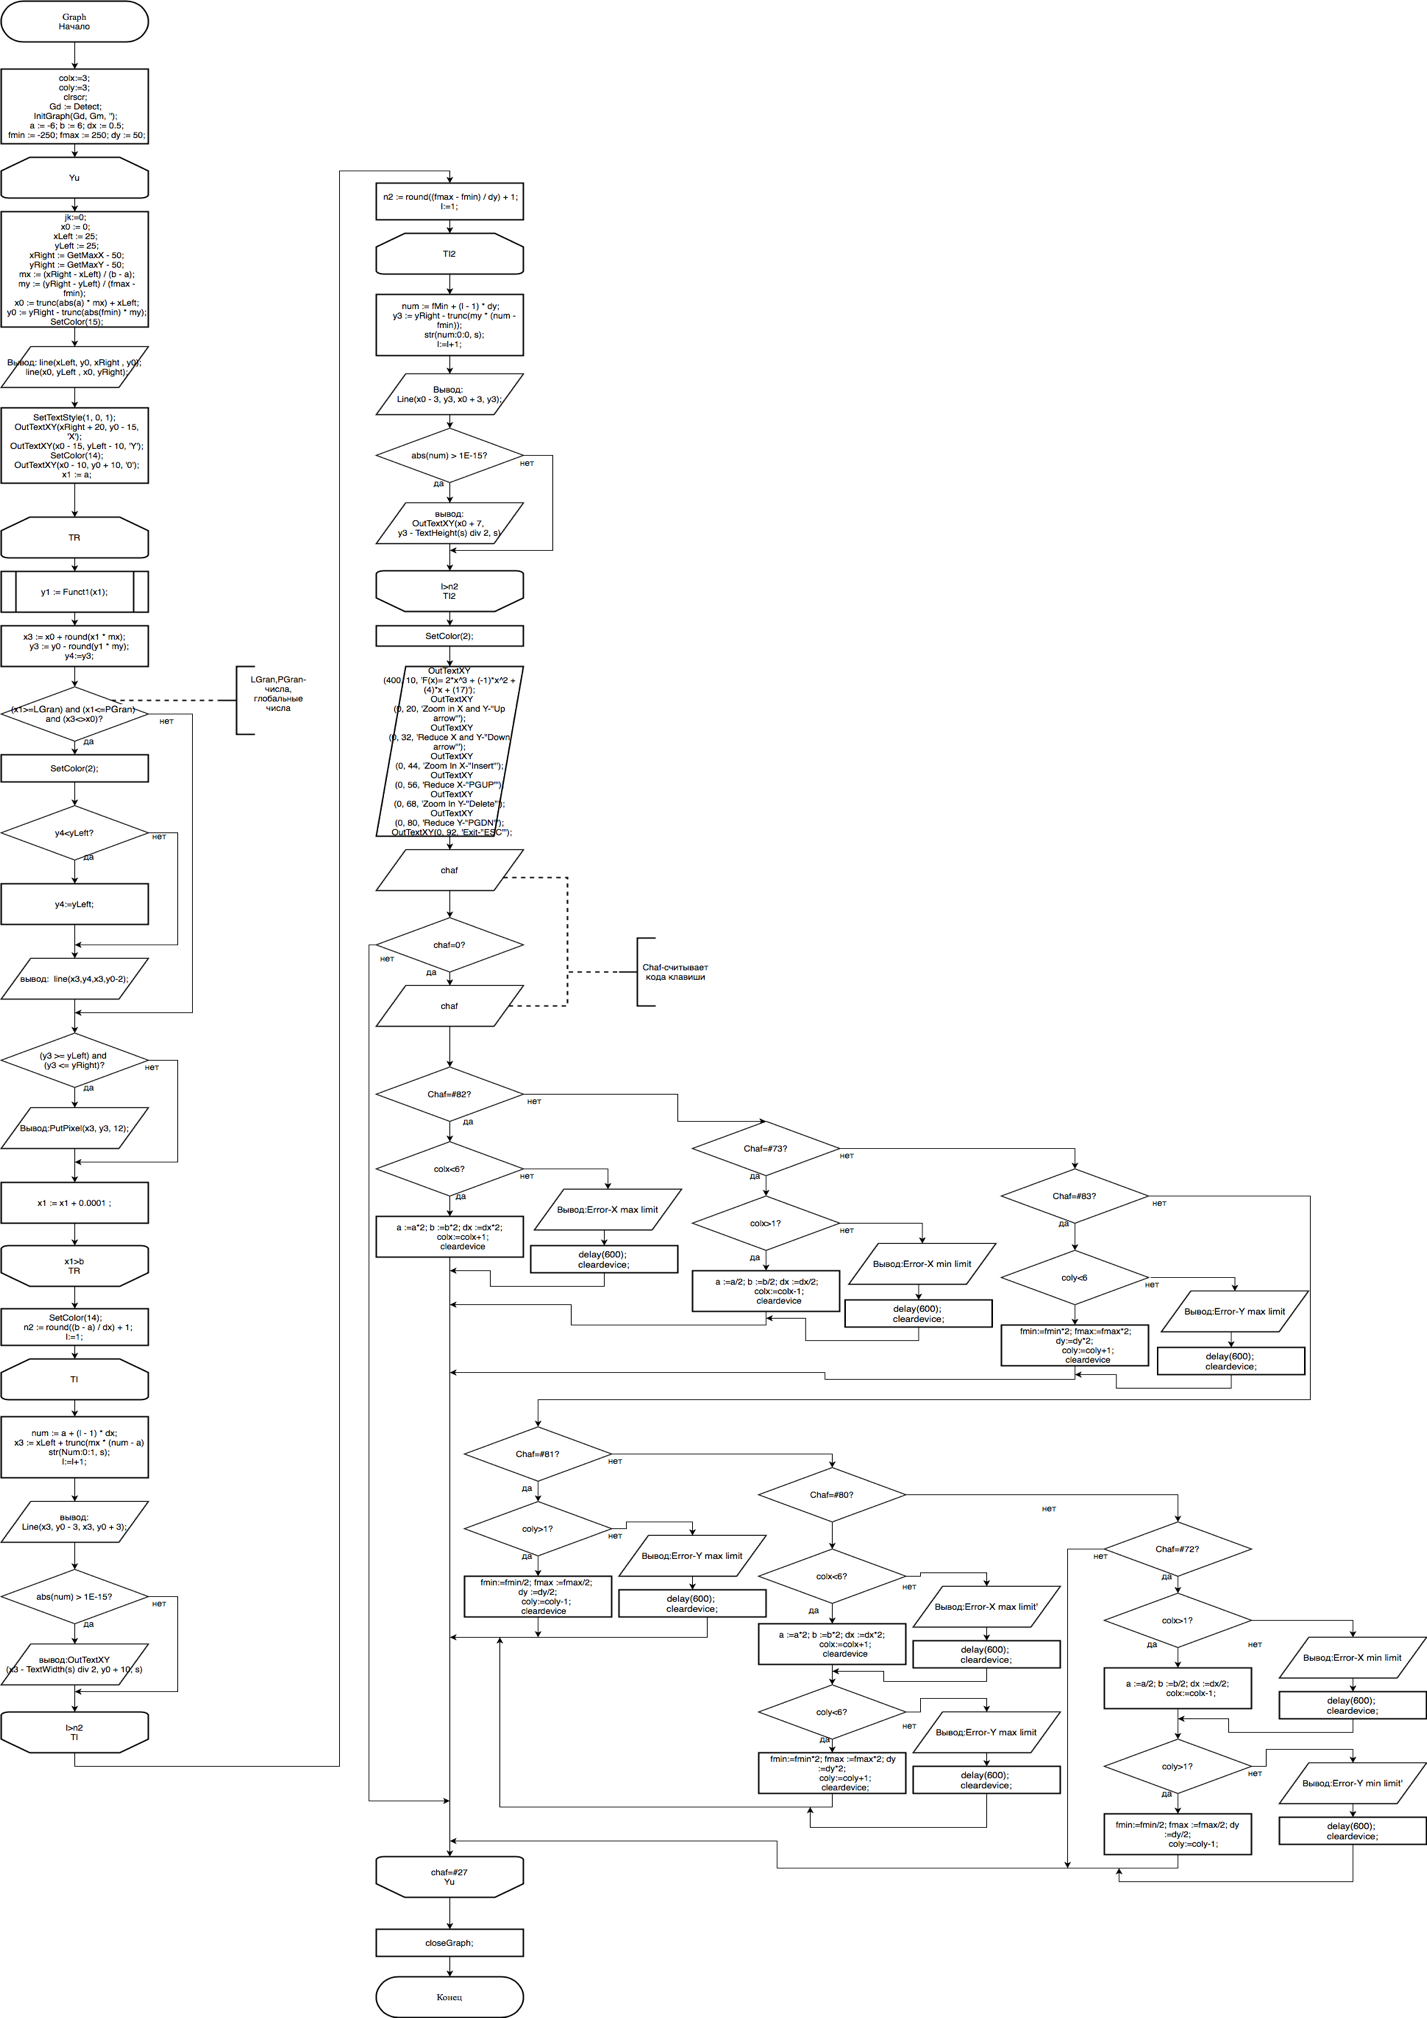 Graph
Начало
colx:=3;
coly:=3;
clrscr;
Gd := Detect;
InitGraph(Gd, Gm, '');
a := -6; b := 6; dx := 0.5;
fmin := -250; fmax := 250; dy := 50;
Yu
jk:=0;
x0 := 0;
xLeft := 25;
yLeft := 25;
xRight := GetMaxX - 50;
yRight := GetMaxY - 50;
mx := (xRight - xLeft) / (b - a);
my := (yRight - yLeft) / (fmax -
fmin);
x0 := trunc(abs(a) * mx) + xLeft;
y0 := yRight - trunc(abs(fmin) * my);
SetColor(15);
Вывод: line(xLeft, y0, xRight , y0);
line(x0, yLeft , x0, yRight);
SetTextStyle(1, 0, 1);
OutTextXY(xRight + 20, y0 - 15,
'X');
OutTextXY(x0 - 15, yLeft - 10, 'Y');
SetColor(14);
OutTextXY(x0 - 10, y0 + 10, '0');
x1 := a;
TR
y1 := Funct1(x1);
x3 := x0 + round(x1 * mx);
y3 := y0 - round(y1 * my);
y4:=y3;
LGran,PGran-
числа,
глобальные
числа
(x1>=LGran) and (x1<=PGran)
and (x3<>x0)?
нет
да
SetColor(2);
y4<yLeft?
нет
да
y4:=yLeft;
вывод: line(x3,y4,x3,y0-2);
(y3 >= yLeft) and
(y3 <= yRight)?
нет
да
Вывод:PutPixel(x3, y3, 12);
x1 := x1 + 0.0001 ;
x1>b
TR
SetColor(14);
n2 := round((b - a) / dx) + 1;
l:=1;
TI
num := a + (l - 1) * dx;
x3 := xLeft + trunc(mx * (num - a)
str(Num:0:1, s);
l:=l+1;
вывод:
Line(x3, y0 - 3, x3, y0 + 3);
abs(num) > 1E-15?
нет
да
вывод:OutTextXY
(x3 - TextWidth(s) div 2, y0 + 10, s)
l>n2
TI
n2 := round((fmax - fmin) / dy) + 1;
l:=1;
TI2
num := fMin + (l - 1) * dy;
y3 := yRight - trunc(my * (num -
fmin));
str(num:0:0, s);
l:=l+1;
Вывод:
Line(x0 - 3, y3, x0 + 3, y3);
abs(num) > 1E-15?
нет
да
вывод:
OutTextXY(x0 + 7,
y3 - TextHeight(s) div 2, s)
l>n2
TI2
SetColor(2);
OutTextXY
(400, 10, 'F(x)= 2*x^3 + (-1)*x^2 +
(4)*x + (17)');
OutTextXY
(0, 20, 'Zoom in X and Y-"Up
arrow"');
OutTextXY
(0, 32, 'Reduce X and Y-"Down
arrow"');
OutTextXY
(0, 44, 'Zoom In X-"Insert"');
OutTextXY
(0, 56, 'Reduce X-"PGUP"')
OutTextXY
(0, 68, 'Zoom In Y-"Delete"');
OutTextXY
(0, 80, 'Reduce Y-"PGDN"');
OutTextXY(0, 92, 'Exit-"ESC"');
chaf
chaf=0?
нет
да
chaf
Chaf-считывает
кода клавиши
Chaf=#82?
нет
да
colx<6?
нет
да
Вывод:Error-X max limit
a :=a*2; b :=b*2; dx :=dx*2;
colx:=colx+1;
cleardevice
delay(600);
cleardevice;
Chaf=#73?
нет
да
colx>1?
нет
да
Вывод:Error-X min limit
a :=a/2; b :=b/2; dx :=dx/2;
colx:=colx-1;
cleardevice
delay(600);
cleardevice;
Chaf=#83?
нет
да
coly<6
нет
да
Вывод:Error-Y max limit
fmin:=fmin*2; fmax:=fmax*2;
dy:=dy*2;
coly:=coly+1;
cleardevice
delay(600);
cleardevice;
Chaf=#81?
нет
да
coly>1?
нет
да
Вывод:Error-Y max limit
fmin:=fmin/2; fmax :=fmax/2;
dy :=dy/2;
coly:=coly-1;
cleardevice
delay(600);
cleardevice;
Chaf=#80?
нет
да
colx<6?
нет
да
Вывод:Error-X max limit'
a :=a*2; b :=b*2; dx :=dx*2;
colx:=colx+1;
cleardevice
delay(600);
cleardevice;
coly<6?
нет
да
Вывод:Error-Y max limit
fmin:=fmin*2; fmax :=fmax*2; dy
:=dy*2;
coly:=coly+1;
cleardevice;
delay(600);
cleardevice;
Chaf=#72?
нет
да
colx>1?
нет
да
Вывод:Error-X min limit
a :=a/2; b :=b/2; dx :=dx/2;
colx:=colx-1;
delay(600);
cleardevice;
coly>1?
нет
да
Вывод:Error-Y min limit'
fmin:=fmin/2; fmax :=fmax/2; dy
:=dy/2;
coly:=coly-1;
delay(600);
cleardevice;
chaf=#27
Yu
closeGraph;
Конец